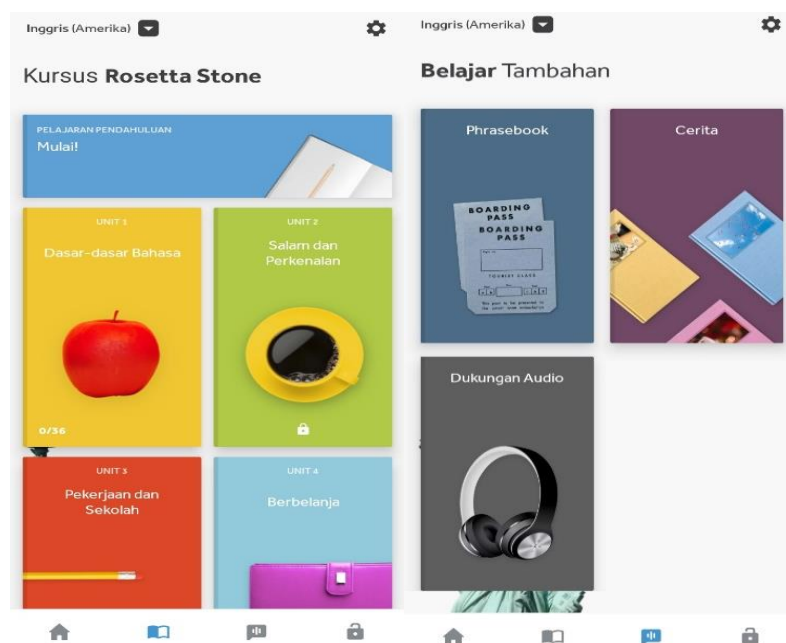 Inggris (Amerika)
Kursus Rosetta Stone
PELAJARAN PENDAHULUAN
Mulai!
UNIT 1
Dasar-dasar Bahasa
0/36
UNIT 2
Salam dan
Perkenalan
UNIT 3
Pekerjaan dan
Sekolah
UNIT 4
Berbelanja
Inggris (Amerika)
Belajar Tambahan
Phrasebook
BOARDING
PASS
BOARDING
PASS
TOURIST CLASS
Cerita
Dukungan Audio